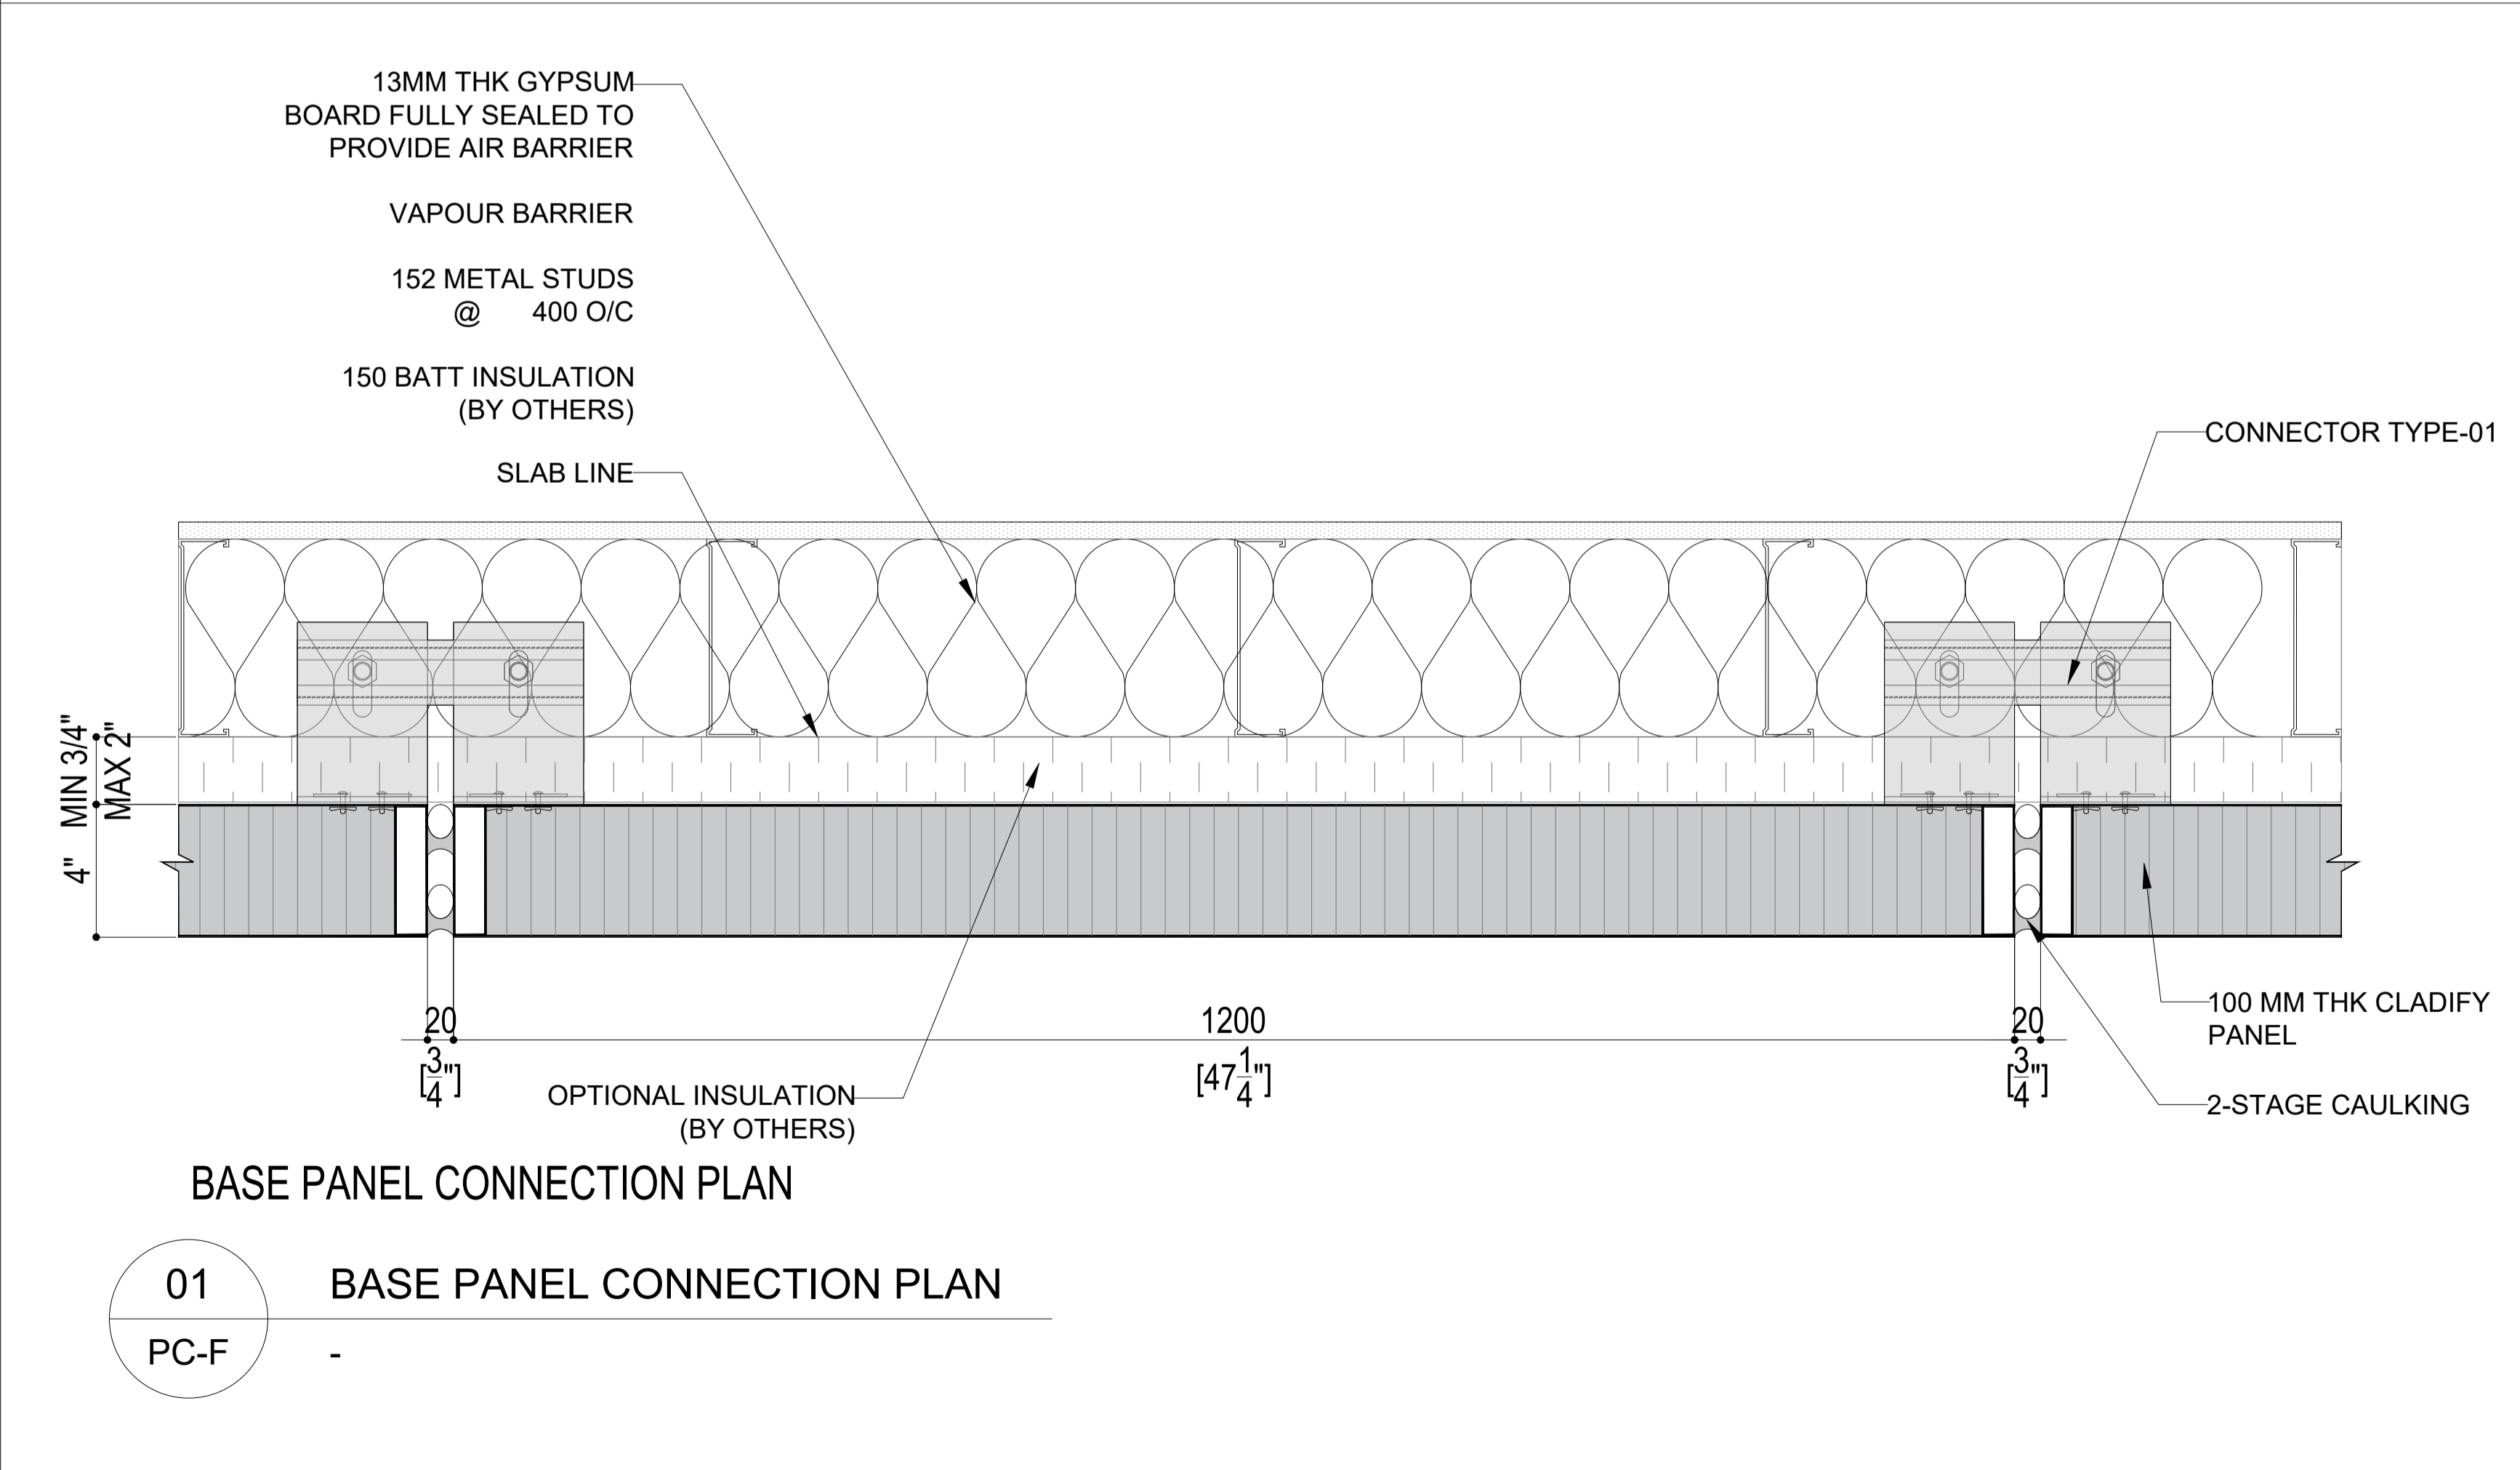 13MM THK GYPSUM
BOARD FULLY SEALED TO
PROVIDE AIR BARRIER
VAPOUR BARRIER
152 METAL STUDS
@ 400 O/C
150 BATT INSULATION
(BY OTHERS)
SLAB LINE
CONNECTOR TYPE-01
MIN 3/4"
MAX 2"
4"
20
[3/4"]
1200
[47 1/4"]
20
[3/4"]
100 MM THK CLADIFY
PANEL
2-STAGE CAULKING
OPTIONAL INSULATION
(BY OTHERS)
BASE PANEL CONNECTION PLAN
01
BASE PANEL CONNECTION PLAN
PC-F
-